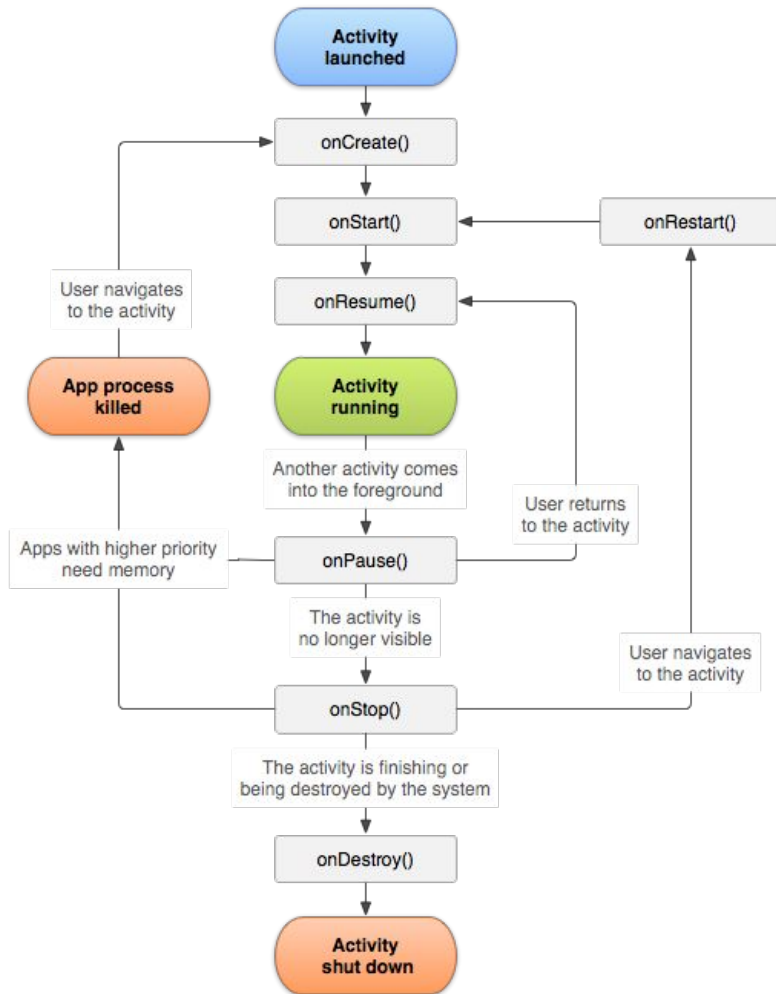 Activity
launched
onCreate()
onStart()
onRestart()
User navigates
to the activity
onResume()
App process
killed
Activity
running
Another activity comes
into the foreground
User returns
to the activity
Apps with higher priority
need memory
onPause()
The activity is
no longer visible
User navigates
to the activity
onStop()
The activity is finishing or
being destroyed by the system
onDestroy()
Activity
shut down